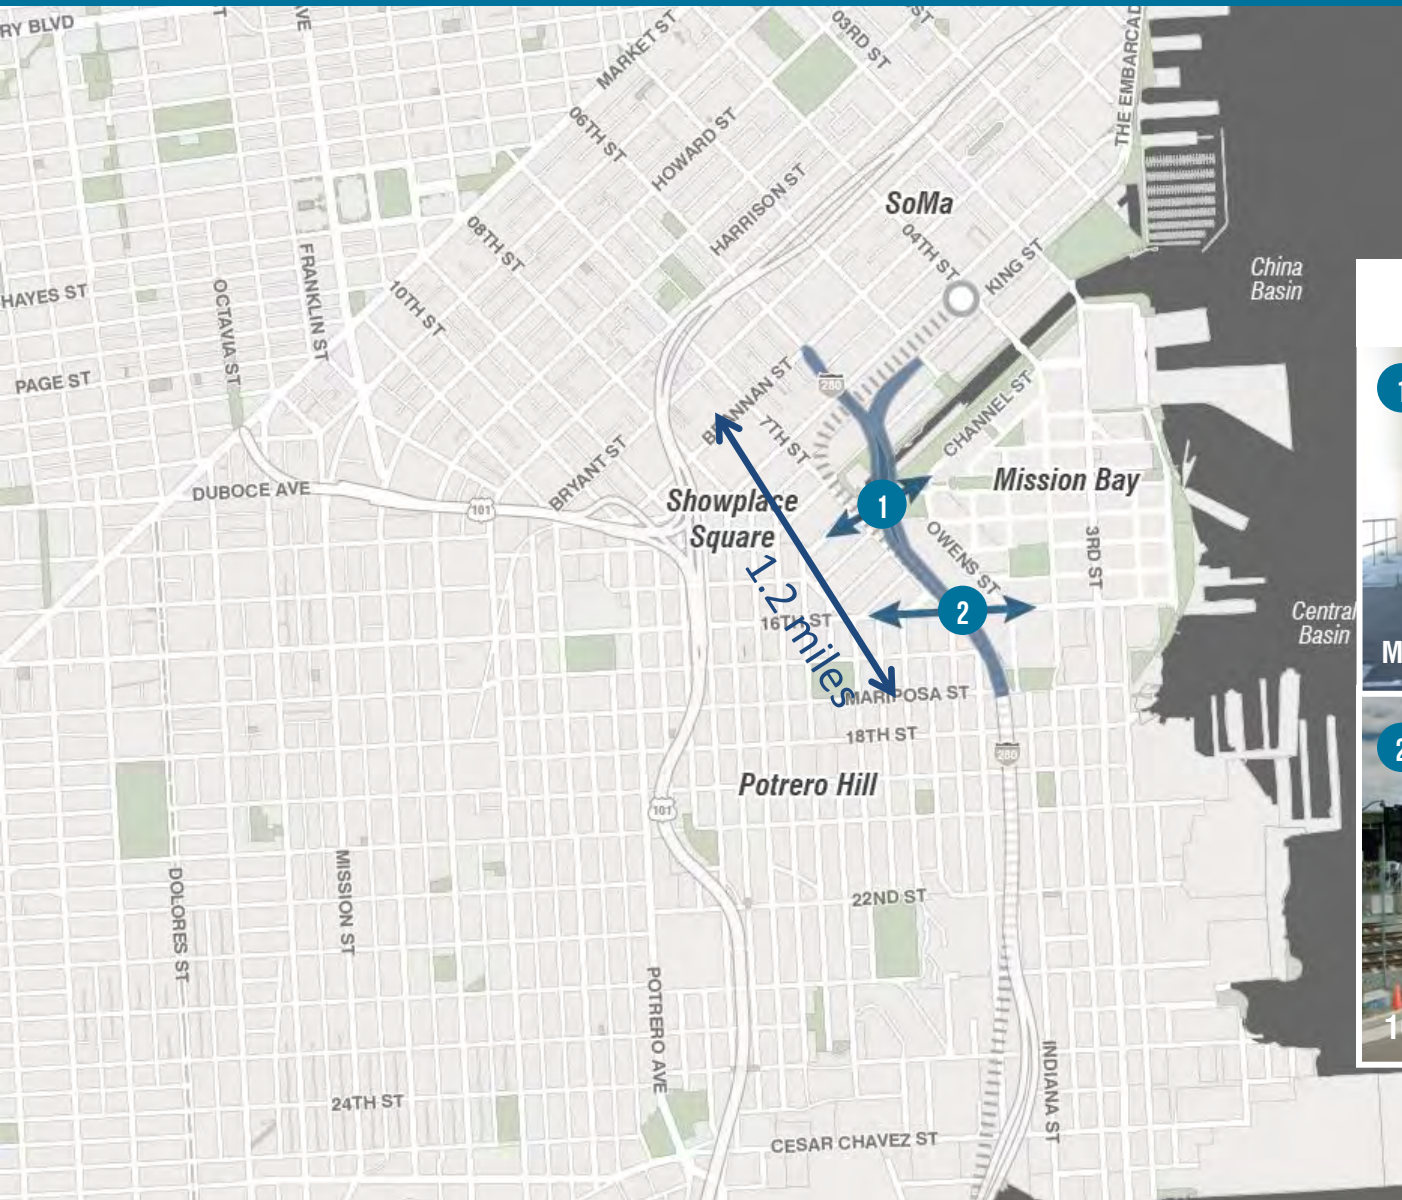 RY BLVD
MARKET ST
03RD ST
THE EMBARCAD
06TH ST
HOWARD ST
HARRISON ST
SoMa
04TH ST
KING ST
China
Basin
08TH ST
10TH ST
FRANKLIN ST
OCTAVIA ST
HAYES ST
PAGE ST
280
BRANNAN ST
7TH ST
CHANNEL ST
BRYANT ST
DUBOCE AVE
101
Showplace
Square
Mission Bay
1
OWENS ST
3RD ST
1.2 miles
16TH ST
2
Central
Basin
MARIPOSA ST
18TH ST
280
Potrero Hill
101
DOLORES ST
MISSION ST
22ND ST
POTRERO AVE
INDIANA ST
24TH ST
CESAR CHAVEZ ST
1
M
2
1